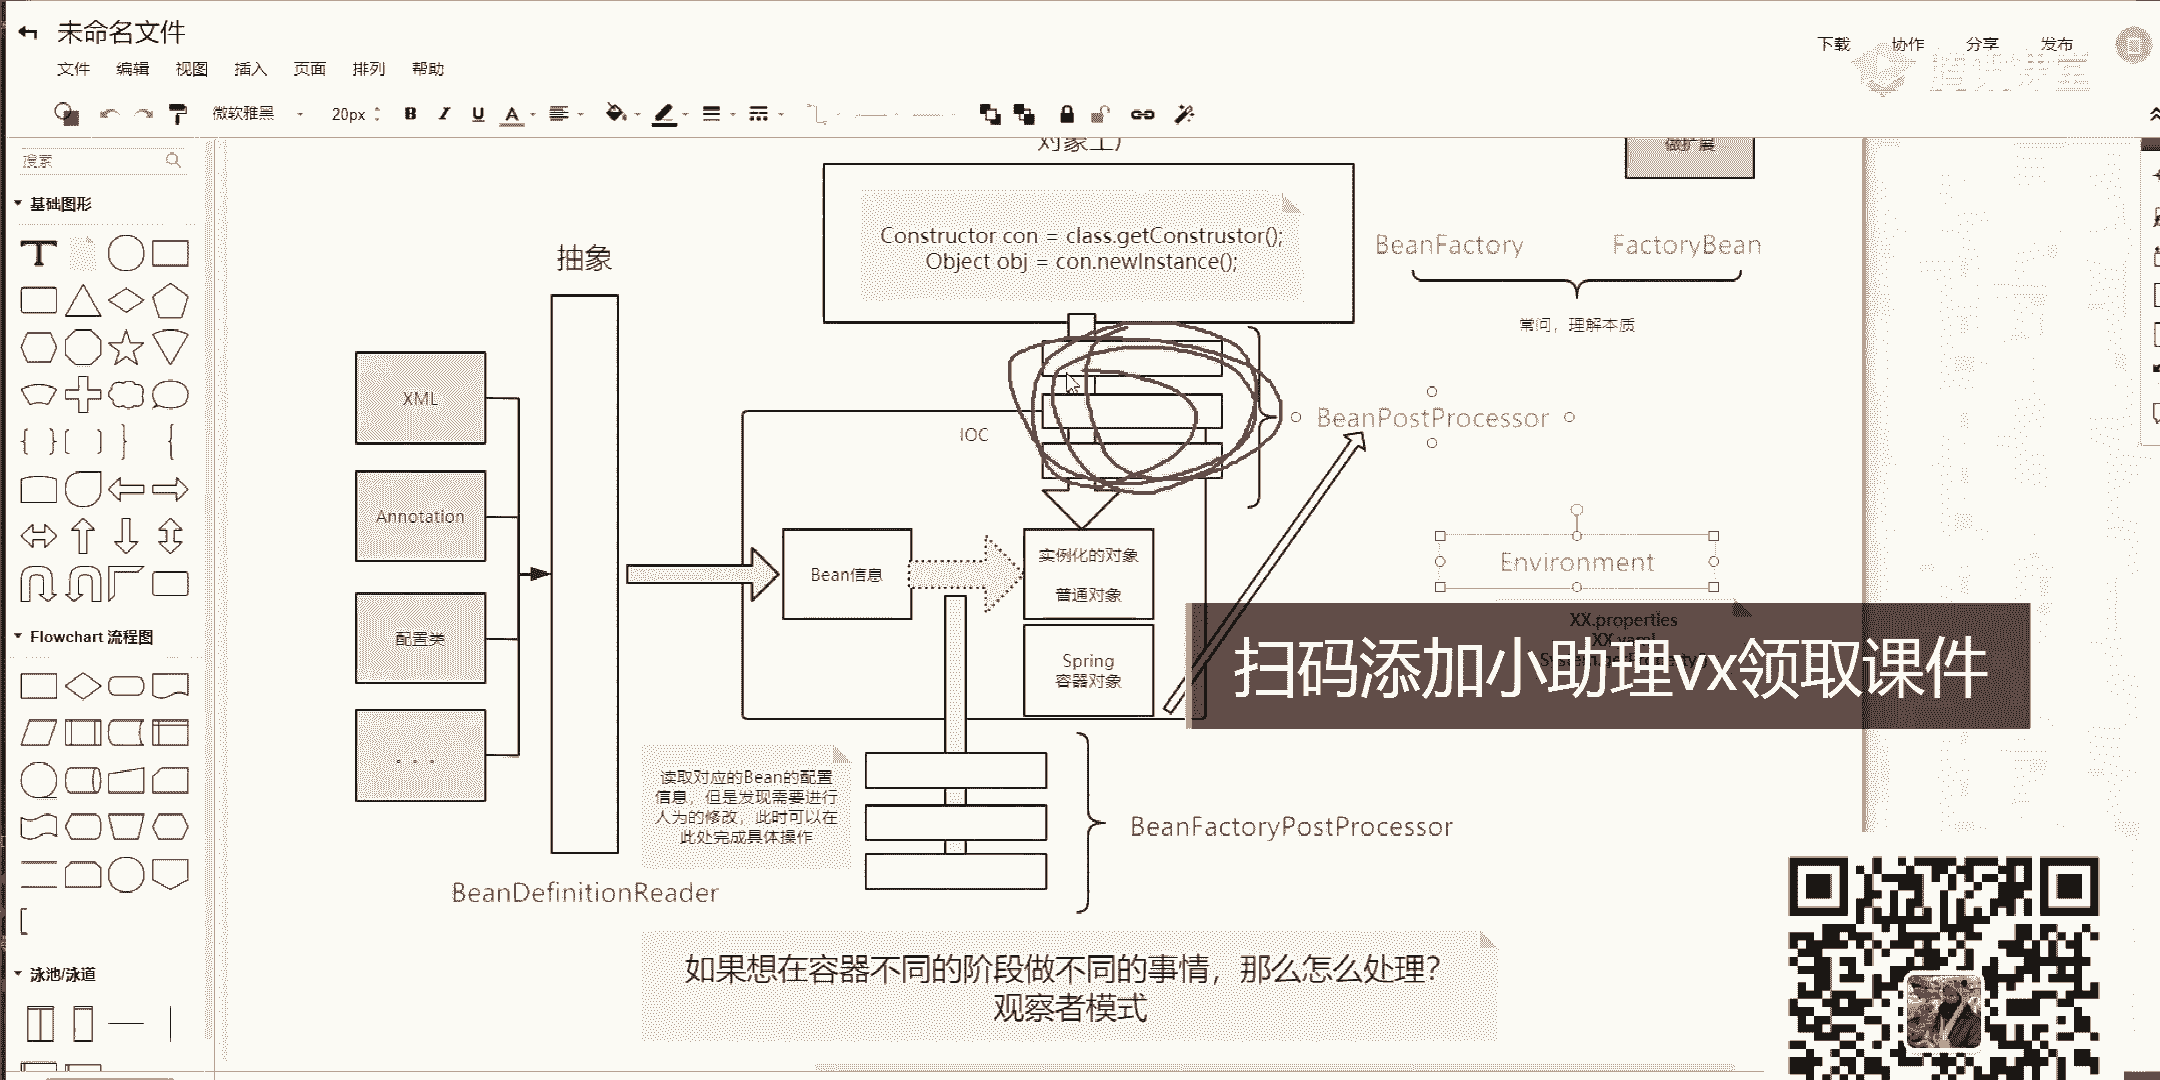 未命名文件
下载
协作
分享
发布
文件
编辑
视图
插入
页面
排列
帮助
腾讯课堂
微软雅黑
20px
B
I
U
A
搜索
基础图形
T
Flowchart 流程图
泳池/泳道
对象工厂
做扩展
Constructor con = class.getConstrustor();
Object obj = con.newInstance();
抽象
BeanFactory
FactoryBean
常问，理解本质
XML
Annotation
配置类
. . .
IOC
BeanPostProcessor
Bean信息
实例化的对象
普通对象
Spring
容器对象
Environment
XX.properties
XX.yaml
扫码添加小助理vx领取课件
读取对应的Bean的配置
信息，但是发现需要进行
人为的修改，此时可以在
此处完成具体操作
BeanFactoryPostProcessor
BeanDefinitionReader
如果想在容器不同的阶段做不同的事情，那么怎么处理？
观察者模式